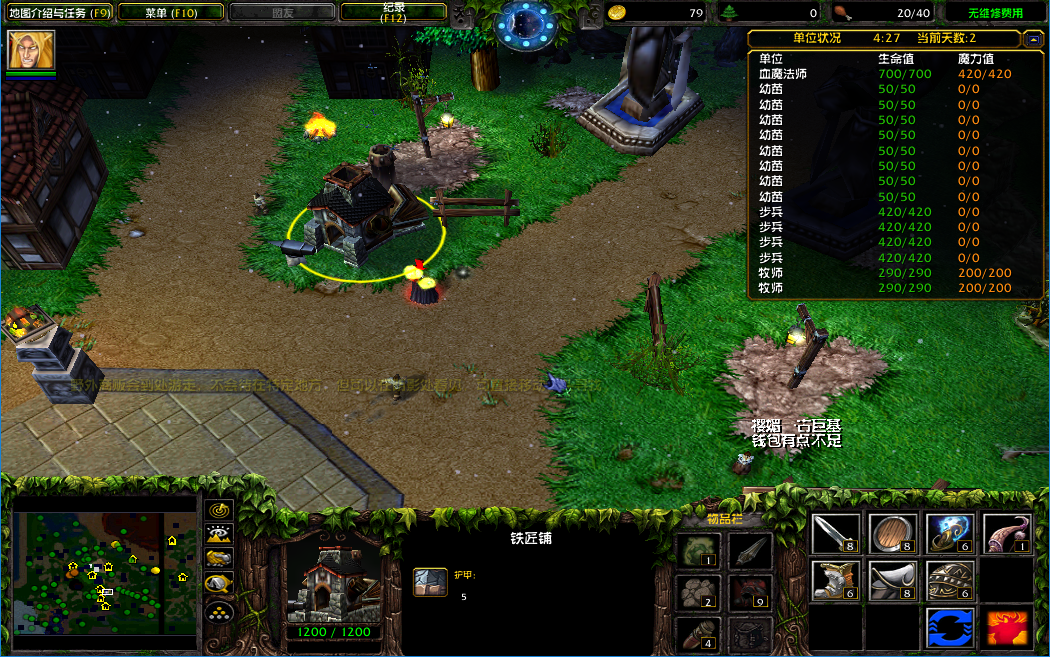 地图介绍与任务 (F9)
菜单 (F10)
盟友
纪录
(F12)
79
0
20/40
无维修费用
单位状况 4:27 当前天数:2
单位 生命值 魔力值
血魔法师 700/700 420/420
幼苗 50/50 0/0
幼苗 50/50 0/0
幼苗 50/50 0/0
幼苗 50/50 0/0
幼苗 50/50 0/0
幼苗 50/50 0/0
幼苗 50/50 0/0
幼苗 50/50 0/0
步兵 420/420 0/0
步兵 420/420 0/0
步兵 420/420 0/0
步兵 420/420 0/0
牧师 290/290 200/200
牧师 290/290 200/200
古巨基
钱包有点不足
铁匠铺
护甲:
5
1200 / 1200
物品栏
1
2
9
4
8
8
6
1
6
8
6